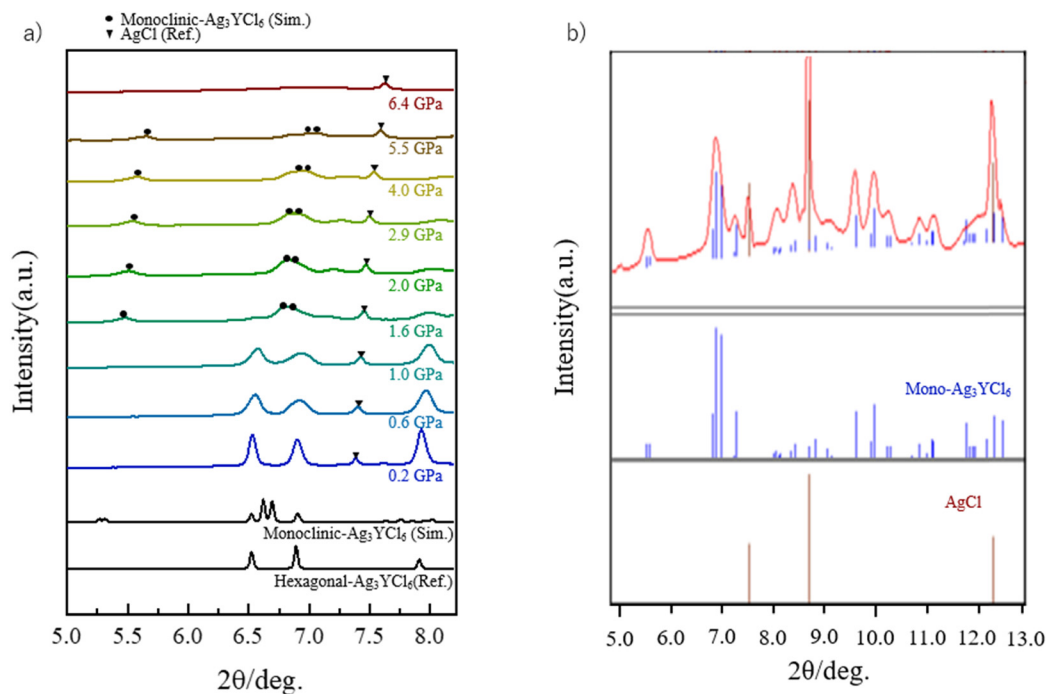 a)
● Monoclinic-Ag₃YCl₆ (Sim.)
▼ AgCl (Ref.)
Intensity(a.u.)
6.4 GPa
5.5 GPa
4.0 GPa
2.9 GPa
2.0 GPa
1.6 GPa
1.0 GPa
0.6 GPa
0.2 GPa
Monoclinic-Ag₃YCl₆ (Sim.)
Hexagonal-Ag₃YCl₆(Ref.)
5.0 5.5 6.0 6.5 7.0 7.5 8.0
2θ/deg.
b)
Intensity(a.u.)
Mono-Ag₃YCl₆
AgCl
5.0 6.0 7.0 8.0 9.0 10.0 11.0 12.0 13.0
2θ/deg.